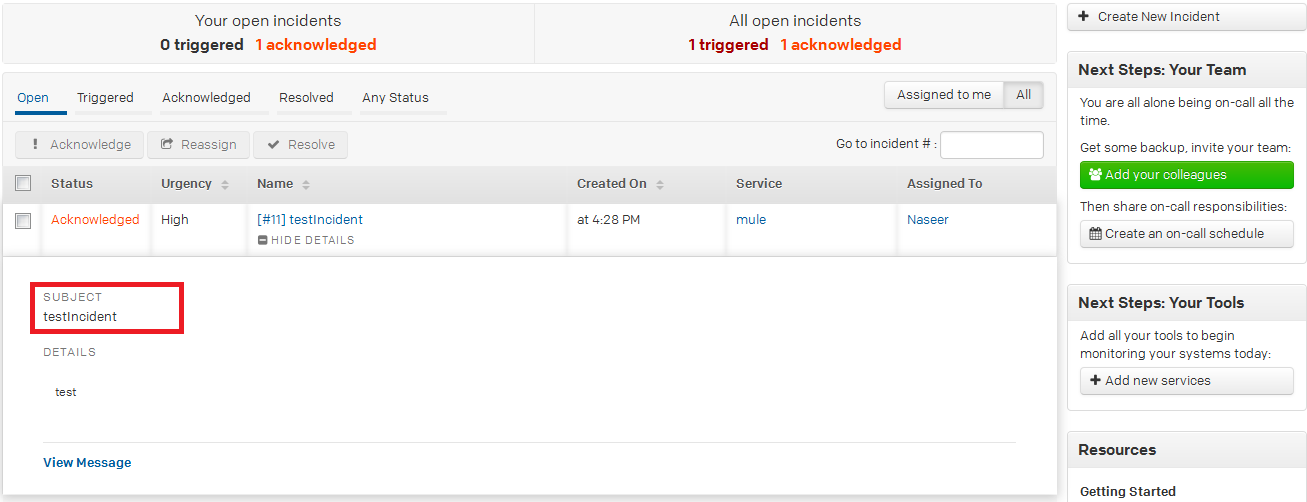 Your open incidents
0 triggered 1 acknowledged
All open incidents
1 triggered 1 acknowledged
Open Triggered Acknowledged Resolved Any Status
Assigned to me All
Acknowledge Reassign Resolve
Go to incident # :
Status Urgency Name Created On Service Assigned To
Acknowledged High [#11] testIncident at 4:28 PM mule Naseer
HIDE DETAILS
SUBJECT
testIncident
DETAILS
test
View Message
Create New Incident
Next Steps: Your Team
You are all alone being on-call all the
time.
Get some backup, invite your team:
Add your colleagues
Then share on-call responsibilities:
Create an on-call schedule
Next Steps: Your Tools
Add all your tools to begin
monitoring your systems today:
Add new services
Resources
Getting Started